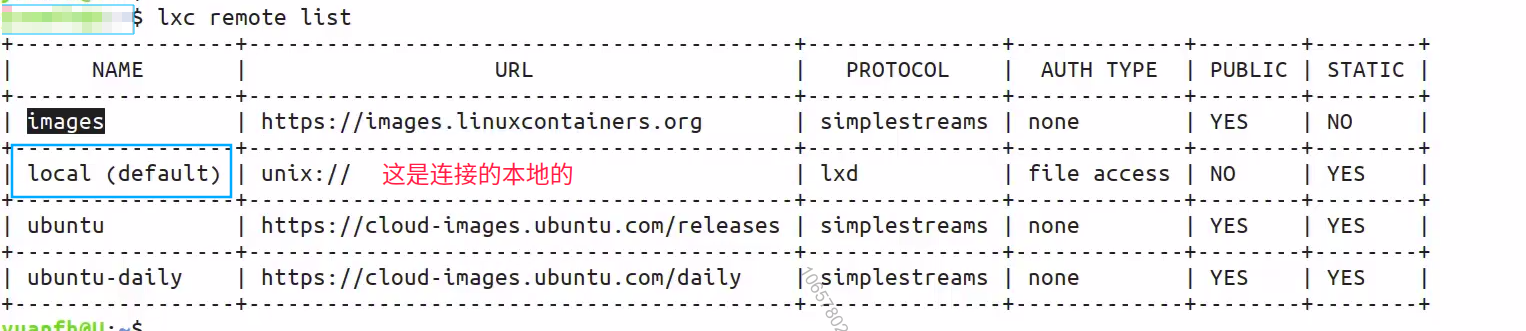 $ lxc remote list
+-----------------+------------------------------------------+---------------+-------------+--------+--------+
| NAME | URL | PROTOCOL | AUTH TYPE | PUBLIC | STATIC |
+-----------------+------------------------------------------+---------------+-------------+--------+--------+
| images | https://images.linuxcontainers.org | simplestreams | none | YES | NO |
+-----------------+------------------------------------------+---------------+-------------+--------+--------+
| local (default) | unix:// 这是连接的本地的 | lxd | file access | NO | YES |
+-----------------+------------------------------------------+---------------+-------------+--------+--------+
| ubuntu | https://cloud-images.ubuntu.com/releases | simplestreams | none | YES | YES |
+-----------------+------------------------------------------+---------------+-------------+--------+--------+
| ubuntu-daily | https://cloud-images.ubuntu.com/daily | simplestreams | none | YES | YES |
+-----------------+------------------------------------------+---------------+-------------+--------+--------+
10657802